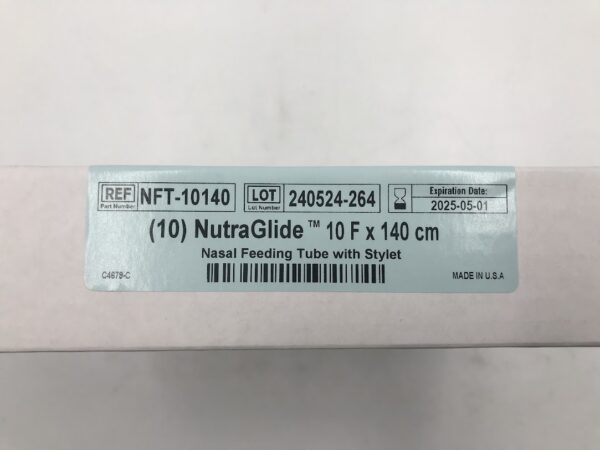 REF NFT-10140
Part Number
LOT 240524-264
Lot Number
Expiration Date:
2025-05-01
(10) NutraGlide™ 10 F x 140 cm
Nasal Feeding Tube with Stylet
C4679-C
MADE IN U.S.A